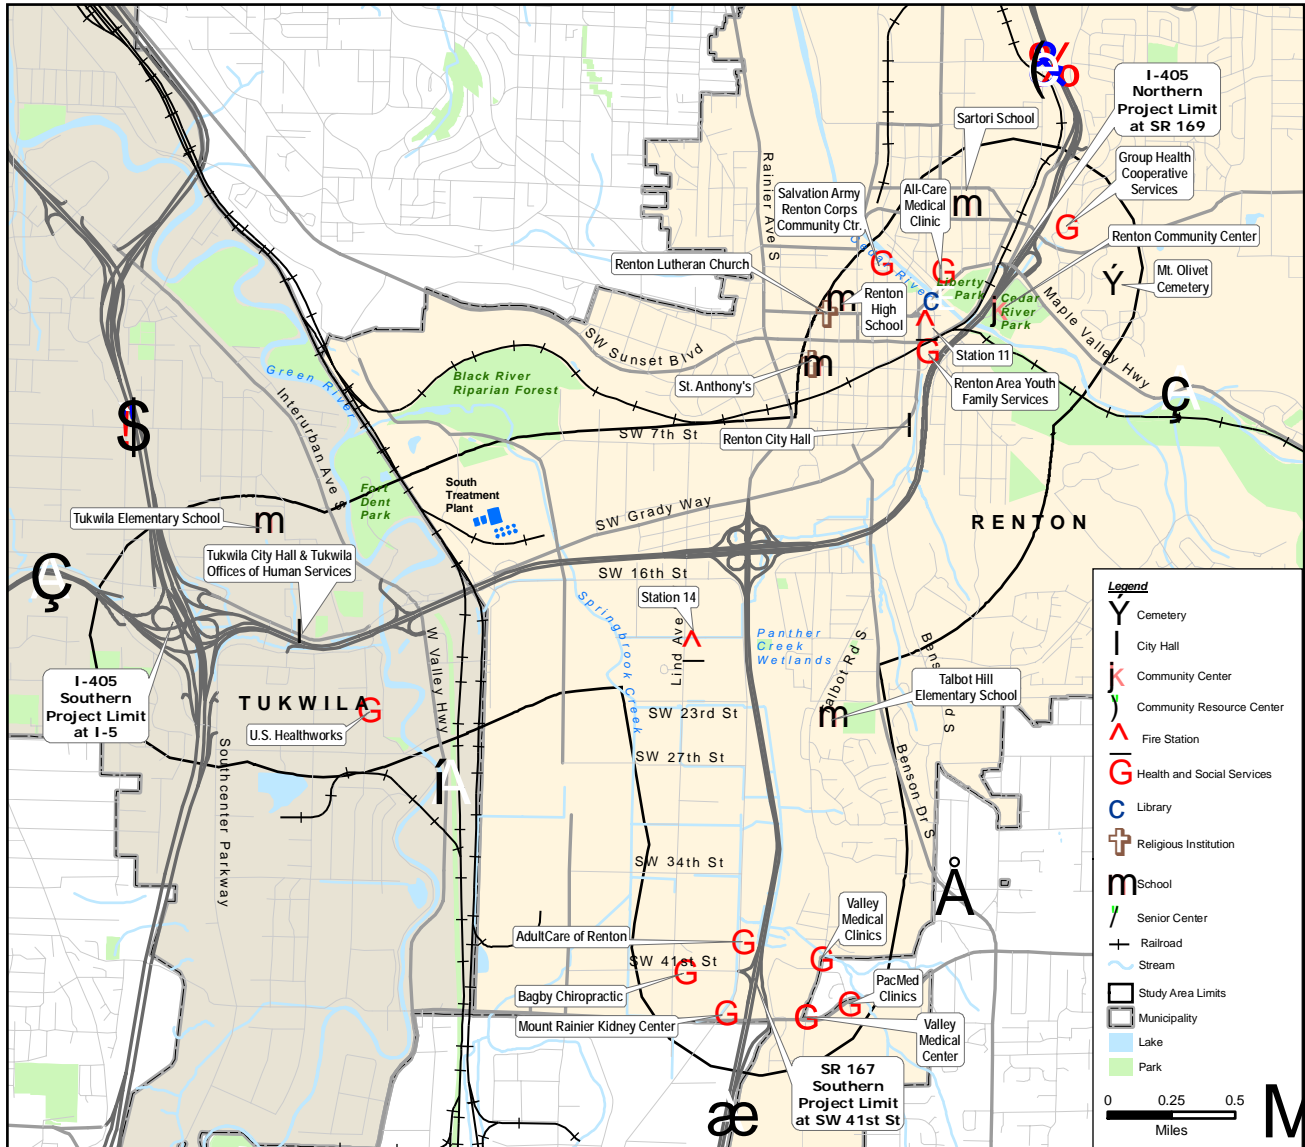 I-405
Northern
Project Limit
at SR 169
Sartori School
Group Health
Cooperative
Services
Rainier Ave S
Salvation Army
Renton Corps
Community Ctr.
All-Care
Medical
Clinic
m
G
Renton Community Center
Cedar River
Renton Lutheran Church
G
G
Liberty
Park
Mt. Olivet
Cemetery
Ý
m
Renton
High
School
c
Cedar
River
Park
jk
Maple Valley Hwy
SW Sunset Blvd
Station 11
G
St. Anthony's
m
Renton Area Youth
Family Services
Green River
Black River
Riparian Forest
Ç
Interurban Ave S
$
SW 7th St
Renton City Hall
I
Fort
Dent
Park
South
Treatment
Plant
SW Grady Way
RENTON
Tukwila Elementary School
m
Tukwila City Hall & Tukwila
Offices of Human Services
SW 16th St
Ç
Station 14
Springbrook Creek
Lind Ave
Panther
Creek
Wetlands
Talbot Rd S
W Valley Hwy
I-405
Southern
Project Limit
at I-5
TUKWILA
G
U.S. Healthworks
Talbot Hill
Elementary School
m
SW 23rd St
SW 27th St
Benson Dr S
Southcenter Parkway
íA
SW 34th St
Å
Valley
Medical
Clinics
AdultCare of Renton
G
G
SW 41st St
G
Bagby Chiropractic
PacMed
Clinics
G
Mount Rainier Kidney Center
G
G
Valley
Medical
Center
SR 167
Southern
Project Limit
at SW 41st St
æ
Legend
Ý Cemetery
I City Hall
jk Community Center
) Community Resource Center
^ Fire Station
G Health and Social Services
c Library
Religious Institution
m School
/ Senior Center
Railroad
Stream
Study Area Limits
Municipality
Lake
Park
0 0.25 0.5
Miles
M